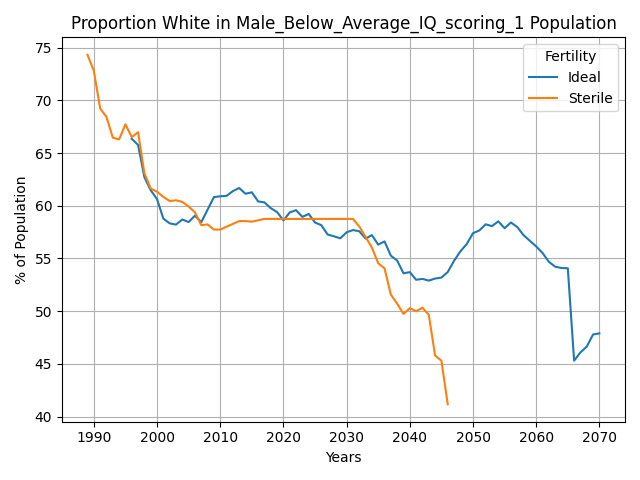 Proportion White in Male_Below_Average_IQ_scoring_1 Population
75
70
65
60
55
50
45
40
% of Population
Fertility
Ideal
Sterile
1990 2000 2010 2020 2030 2040 2050 2060 2070
Years